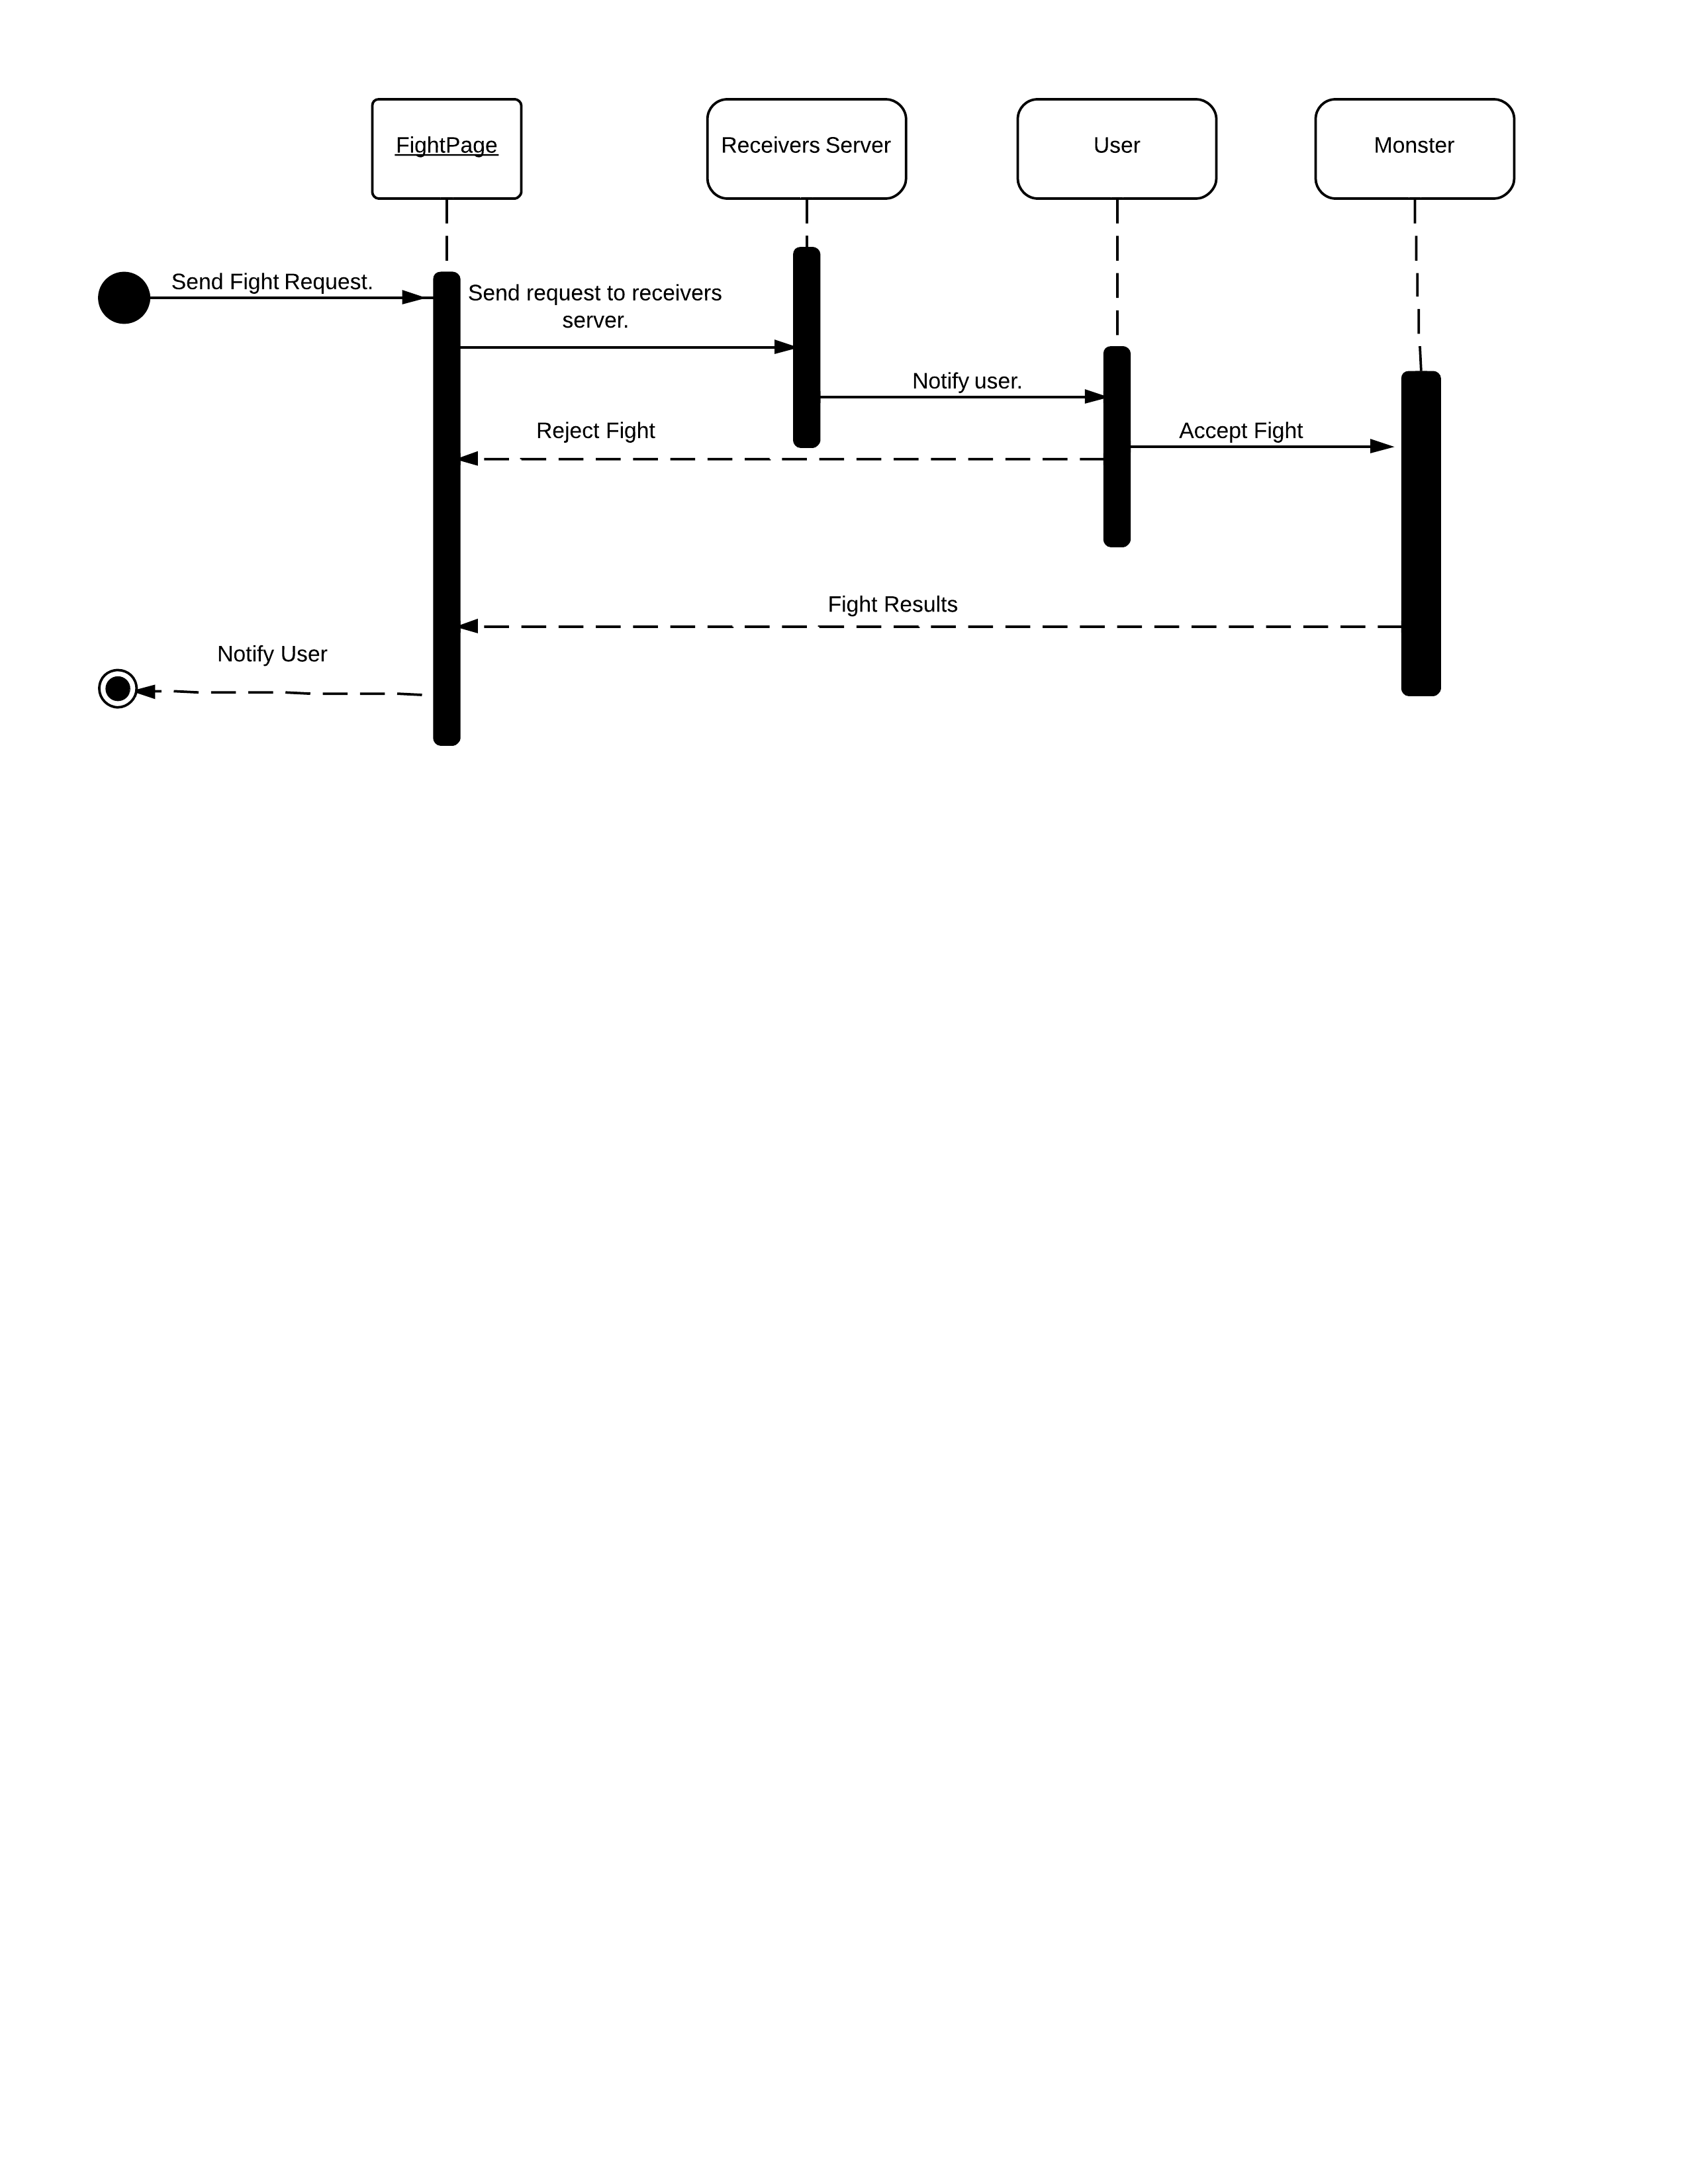 FightPage
Receivers Server
User
Monster
Send Fight Request.
Send request to receivers
server.
Notify user.
Reject Fight
Accept Fight
Fight Results
Notify User